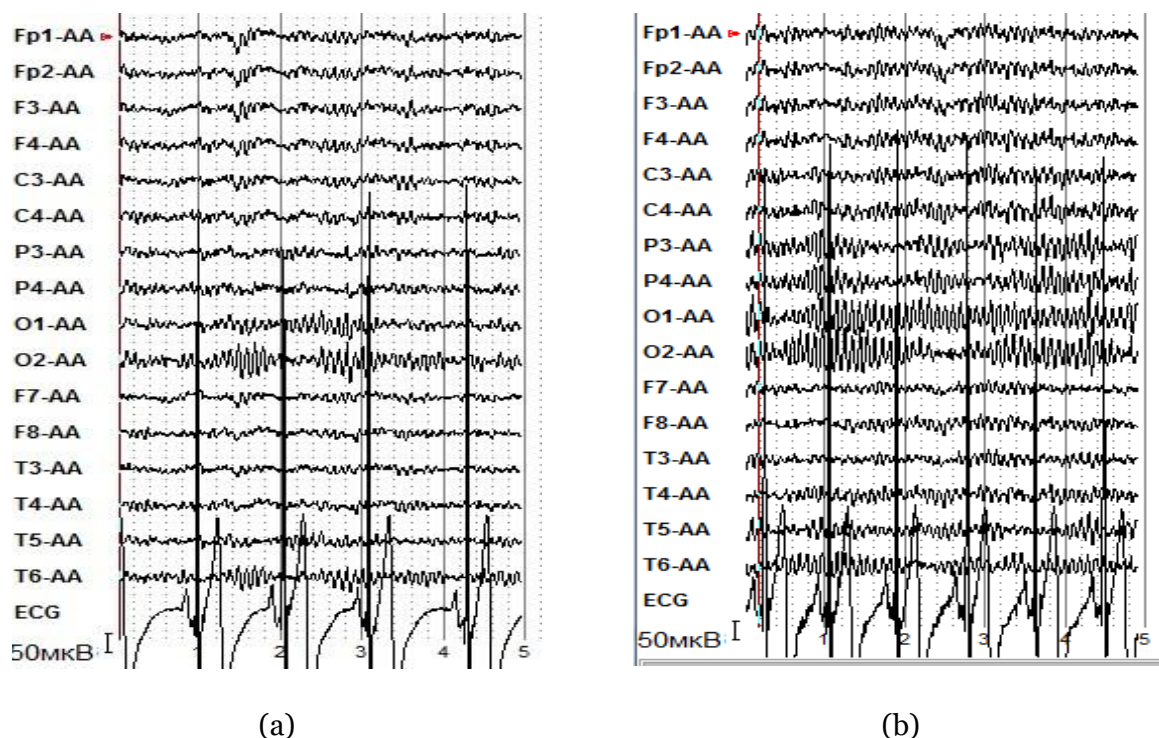 Fp1-AA
Fp2-AA
F3-AA
F4-AA
C3-AA
C4-AA
P3-AA
P4-AA
O1-AA
O2-AA
F7-AA
F8-AA
T3-AA
T4-AA
T5-AA
T6-AA
ECG
50мкВ 1 2 3 4 5
(a)
Fp1-AA
Fp2-AA
F3-AA
F4-AA
C3-AA
C4-AA
P3-AA
P4-AA
O1-AA
O2-AA
F7-AA
F8-AA
T3-AA
T4-AA
T5-AA
T6-AA
ECG
50мкВ 1 2 3 4 5
(b)